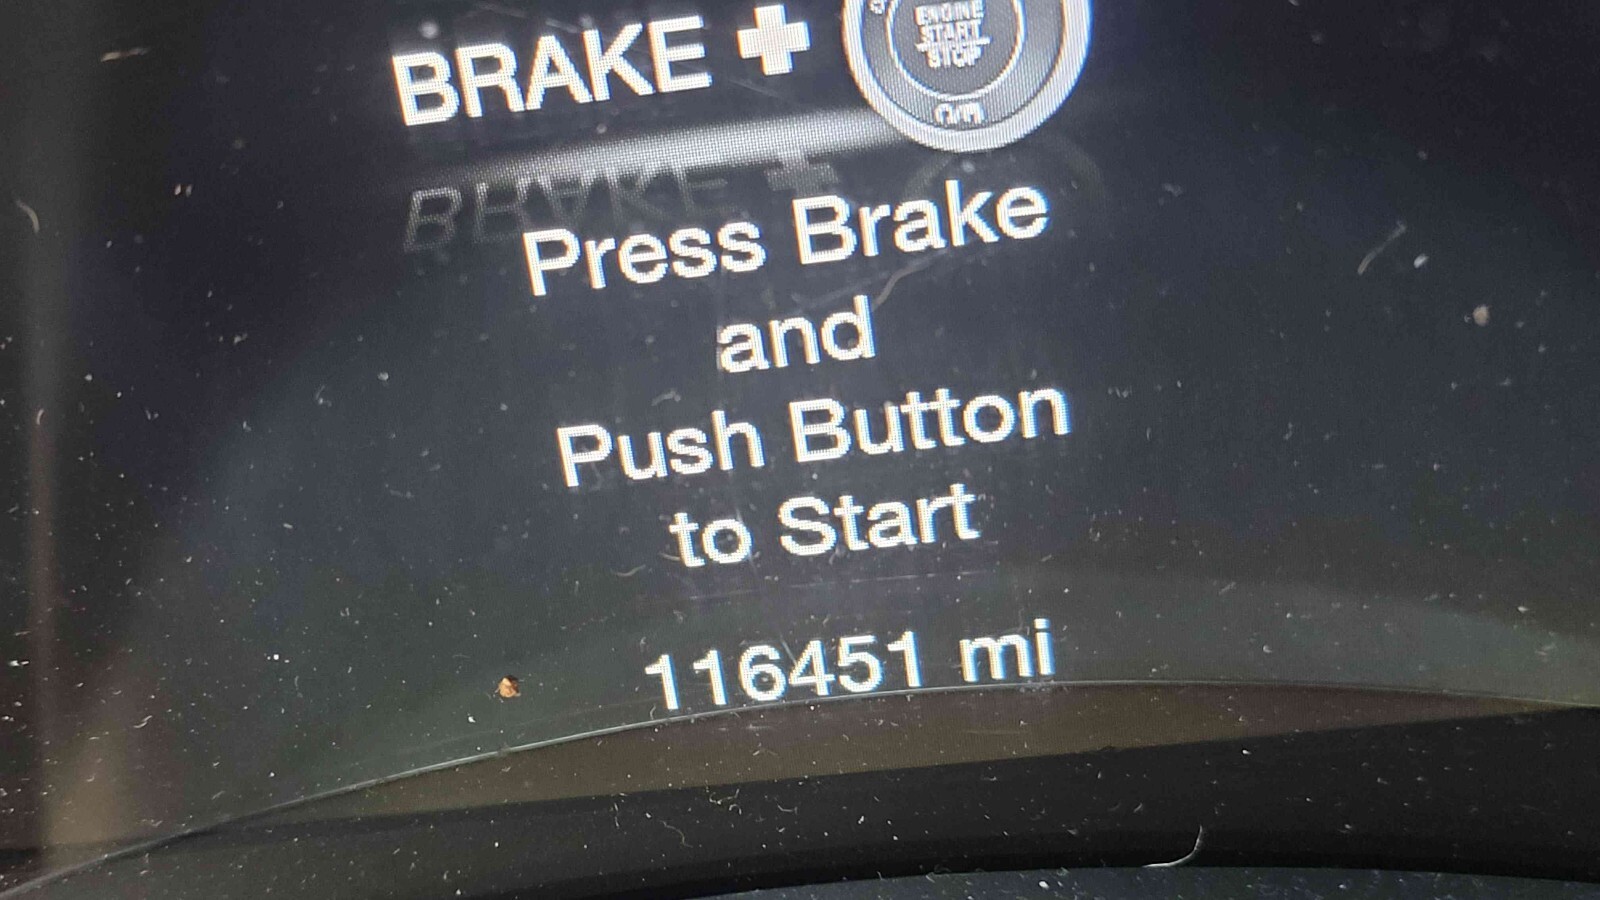 BRAKE +
ENGINE
START
STOP
Press Brake
and
Push Button
to Start
116451 mi